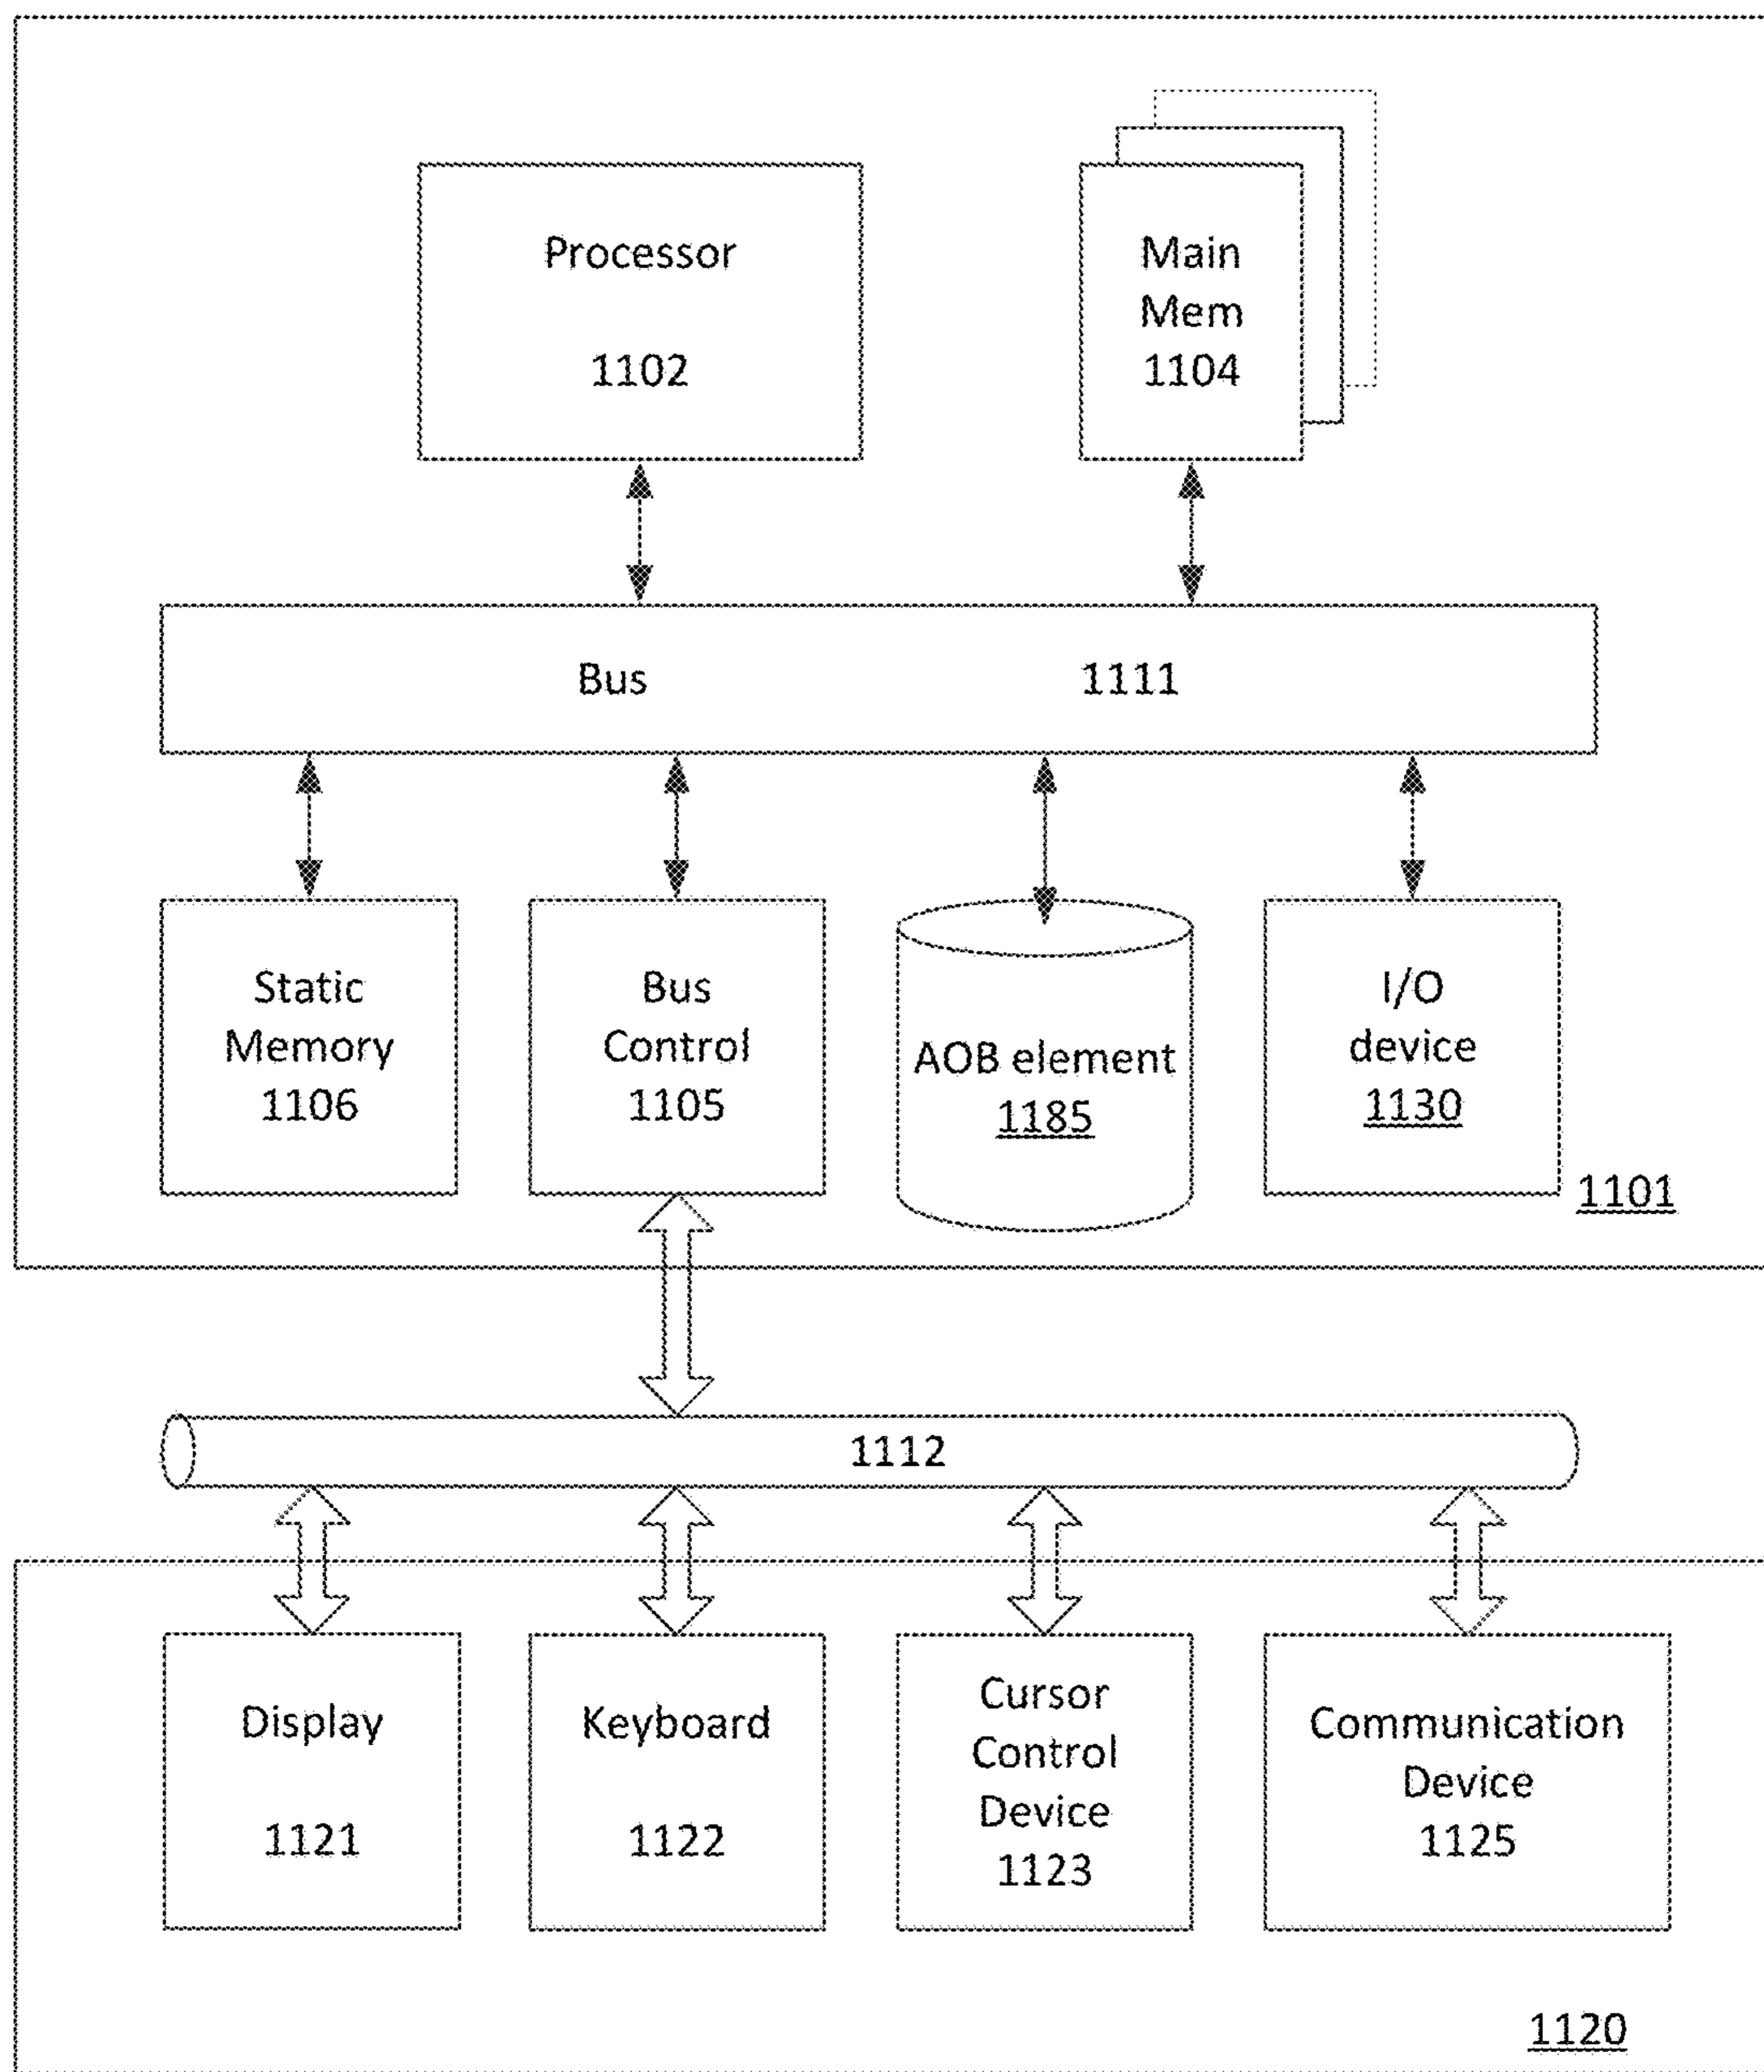 Processor
1102
Main
Mem
1104
Bus 1111
Static
Memory
1106
Bus
Control
1105
AOB element
1185
I/O
device
1130
1101
1112
Display
1121
Keyboard
1122
Cursor
Control
Device
1123
Communication
Device
1125
1120